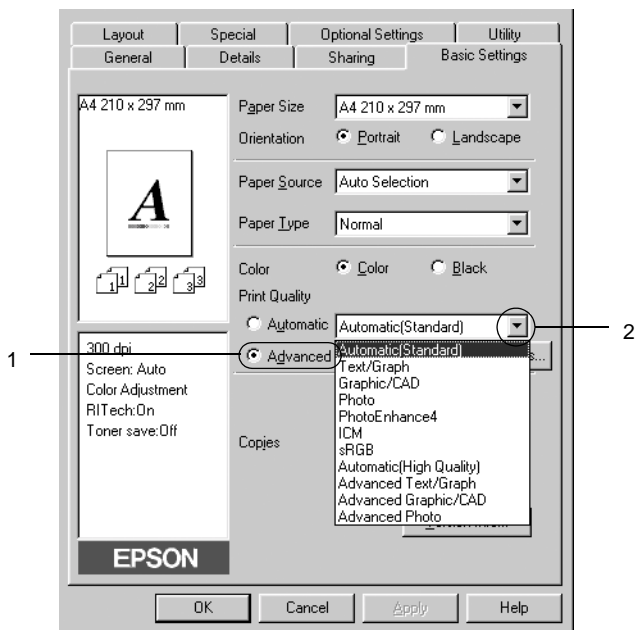 Layout
Special
Optional Settings
Utility
General
Details
Sharing
Basic Settings
A4 210 x 297 mm
A
1 1 2 2 3 3
300 dpi
Screen: Auto
Color Adjustment
RITech:On
Toner save:Off
EPSON
Paper Size
A4 210 x 297 mm
Orientation
Portrait
Landscape
Paper Source
Auto Selection
Paper Type
Normal
Color
Color
Black
Print Quality
Automatic
Automatic(Standard)
2
1
Advanced
Automatic(Standard)
Text/Graph
Graphic/CAD
Photo
PhotoEnhance4
ICM
sRGB
Automatic(High Quality)
Advanced Text/Graph
Advanced Graphic/CAD
Advanced Photo
s...
Copies
OK
Cancel
Apply
Help